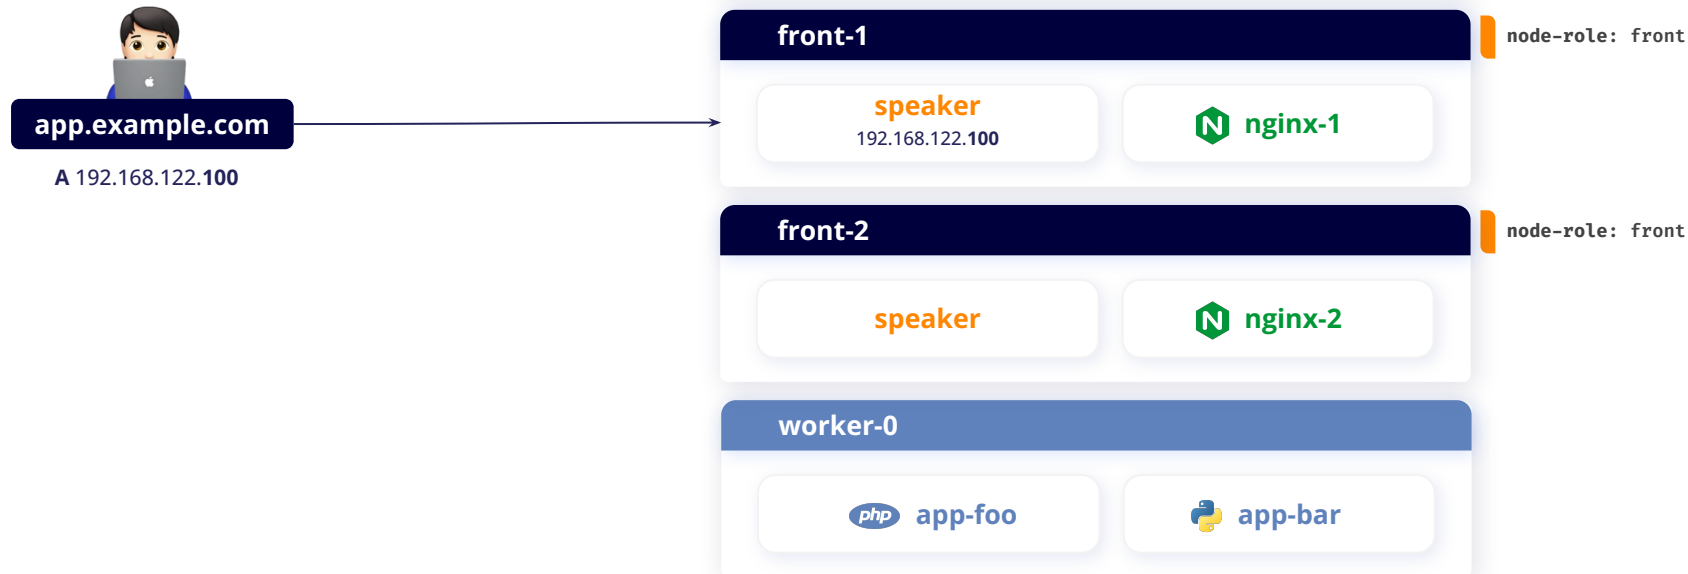 app.example.com
A 192.168.122.100
front-1
node-role: front
speaker
192.168.122.100
nginx-1
front-2
node-role: front
speaker
nginx-2
worker-0
php app-foo
app-bar